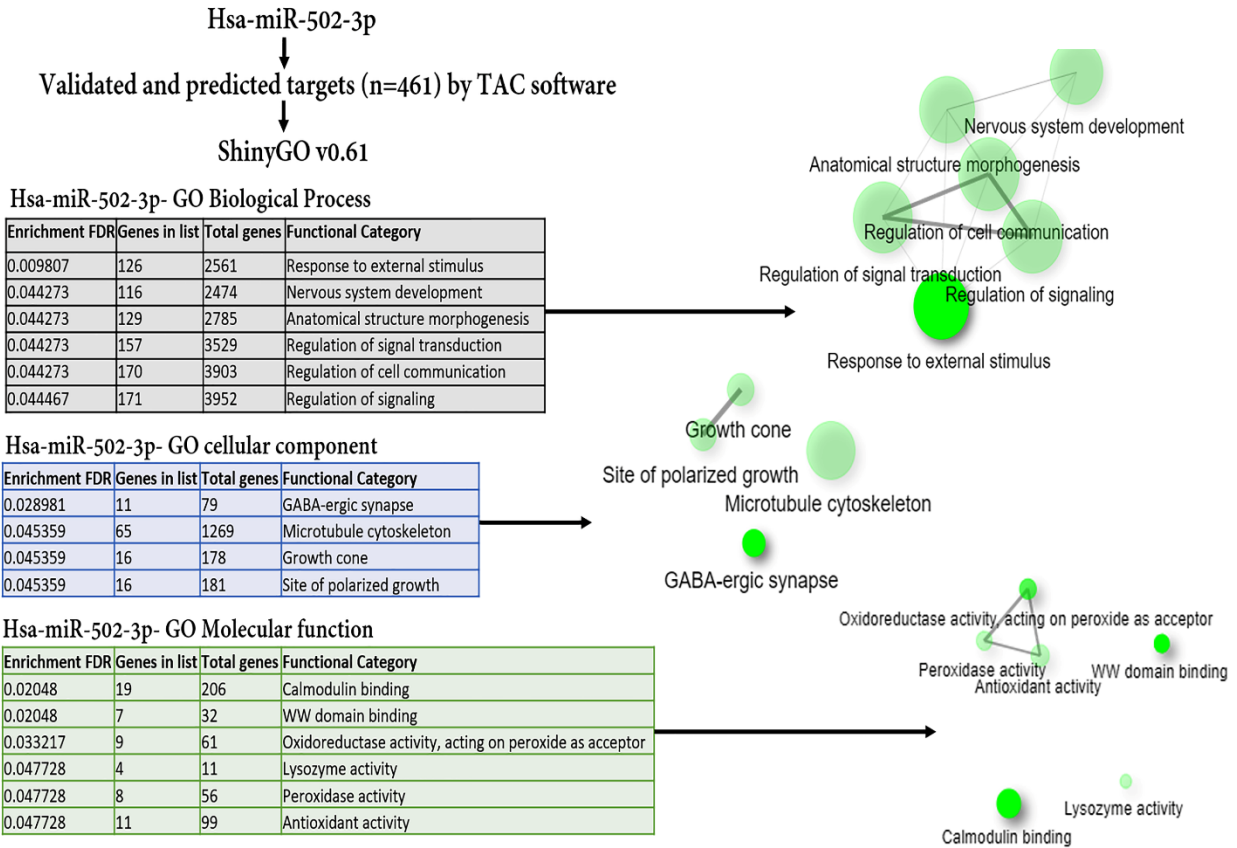 Hsa-miR-502-3p
Validated and predicted targets (n=461) by TAC software
ShinyGO v0.61
Hsa-miR-502-3p- GO Biological Process
Enrichment FDR Genes in list Total genes Functional Category
0.009807 126 2561 Response to external stimulus
0.044273 116 2474 Nervous system development
0.044273 129 2785 Anatomical structure morphogenesis
0.044273 157 3529 Regulation of signal transduction
0.044273 170 3903 Regulation of cell communication
0.044467 171 3952 Regulation of signaling
Nervous system development
Anatomical structure morphogenesis
Regulation of cell communication
Regulation of signal transduction
Regulation of signaling
Response to external stimulus
Hsa-miR-502-3p- GO cellular component
Enrichment FDR Genes in list Total genes Functional Category
0.028981 11 79 GABA-ergic synapse
0.045359 65 1269 Microtubule cytoskeleton
0.045359 16 178 Growth cone
0.045359 16 181 Site of polarized growth
Growth cone
Site of polarized growth
Microtubule cytoskeleton
GABA-ergic synapse
Hsa-miR-502-3p- GO Molecular function
Enrichment FDR Genes in list Total genes Functional Category
0.02048 19 206 Calmodulin binding
0.02048 7 32 WW domain binding
0.033217 9 61 Oxidoreductase activity, acting on peroxide as acceptor
0.047728 4 11 Lysozyme activity
0.047728 8 56 Peroxidase activity
0.047728 11 99 Antioxidant activity
Oxidoreductase activity, acting on peroxide as acceptor
Peroxidase activity
WW domain binding
Antioxidant activity
Lysozyme activity
Calmodulin binding